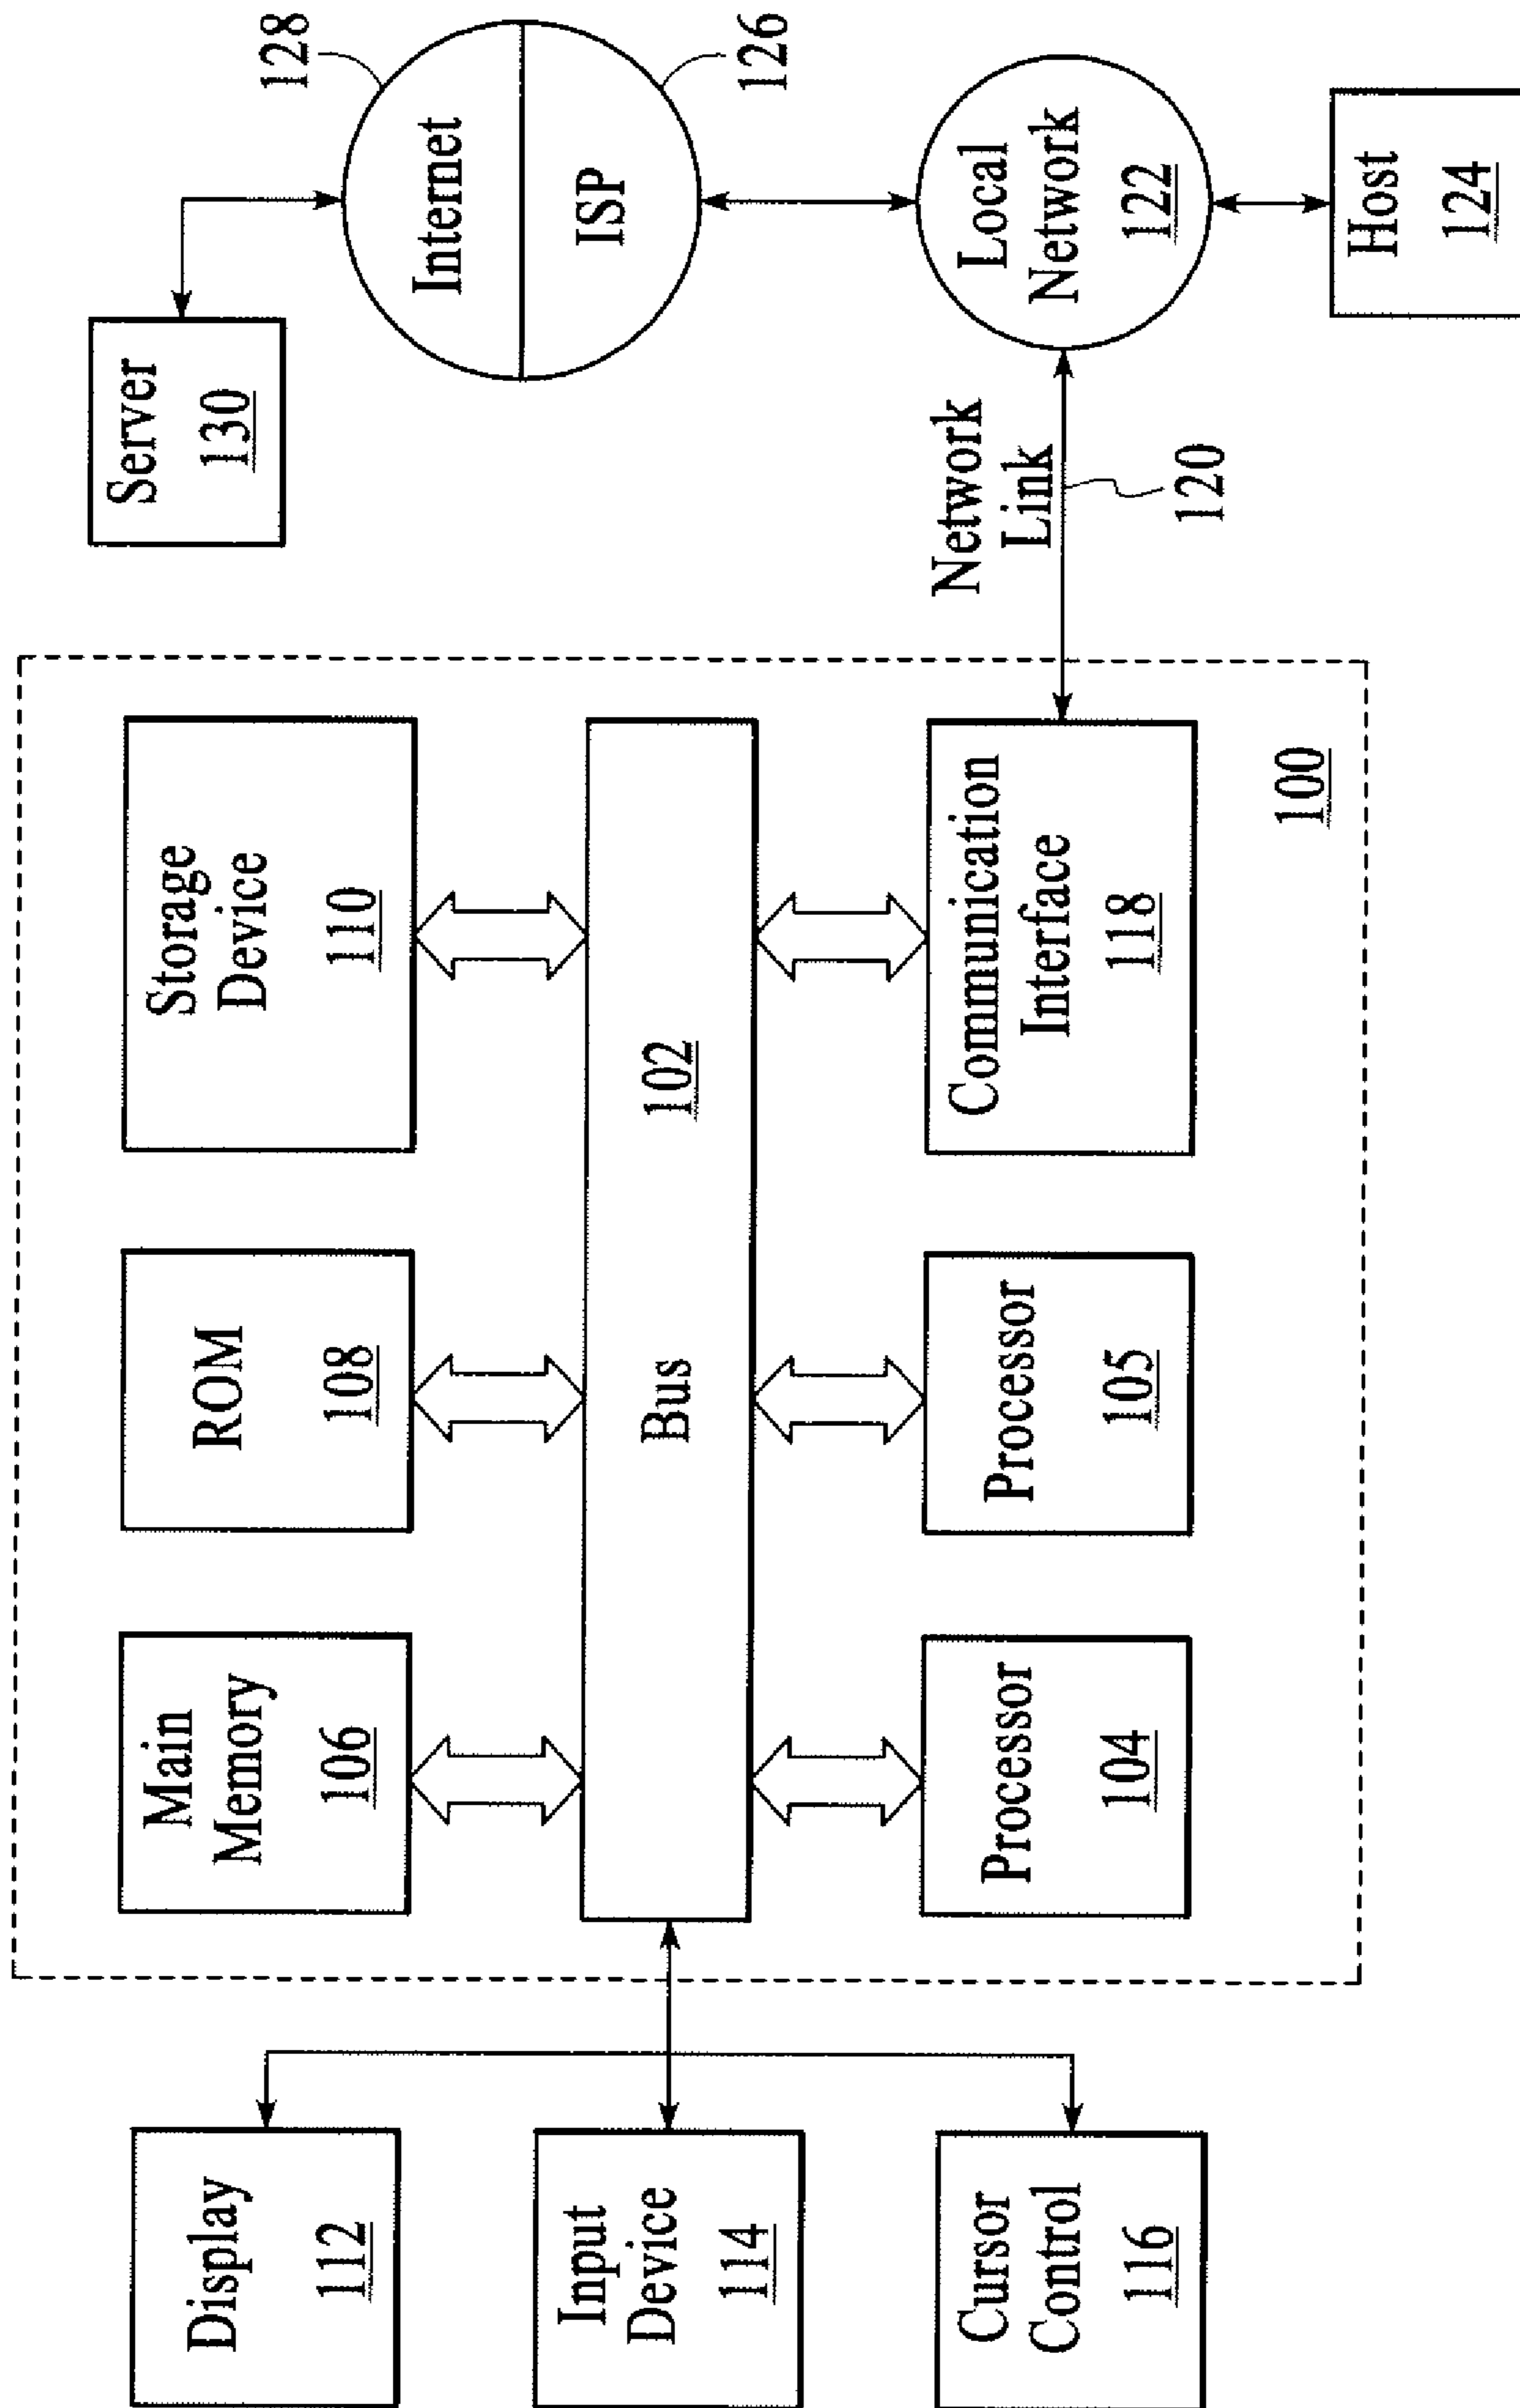 Display
112
Input
Device
114
Cursor
Control
116
Main
Memory
106
ROM
108
Storage
Device
110
Bus
102
Processor
104
Processor
105
Communication
Interface
118
100
Server
130
128
Internet
ISP
126
Network
Link
120
Local
Network
122
Host
124